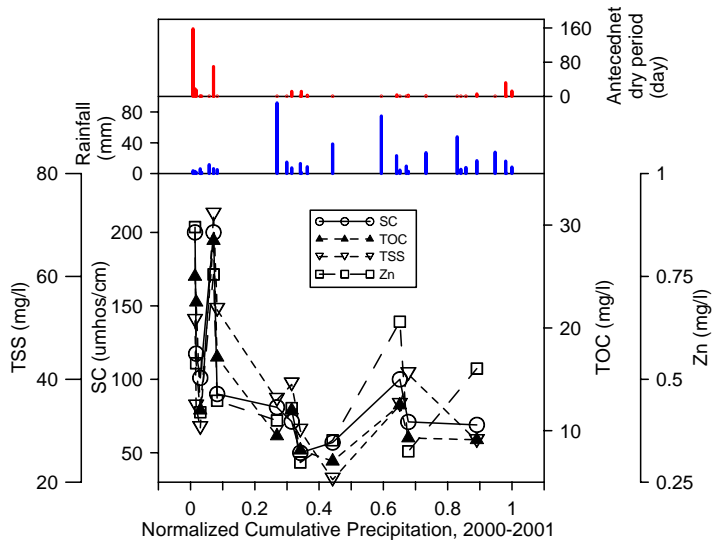 160
80
0
Antecednet
dry period
(day)
Rainfall
(mm)
80
40
0
80
60
40
20
TSS (mg/l)
200
150
100
50
SC (umhos/cm)
SC
TOC
TSS
Zn
30
20
10
TOC (mg/l)
1
0.75
0.5
0.25
Zn (mg/l)
0 0.2 0.4 0.6 0.8 1
Normalized Cumulative Precipitation, 2000-2001